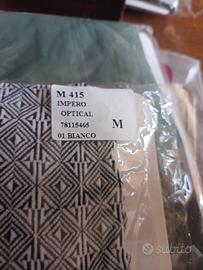 M 415
IMPERO
OPTICAL
78115465 M
01 BIANCO
subito